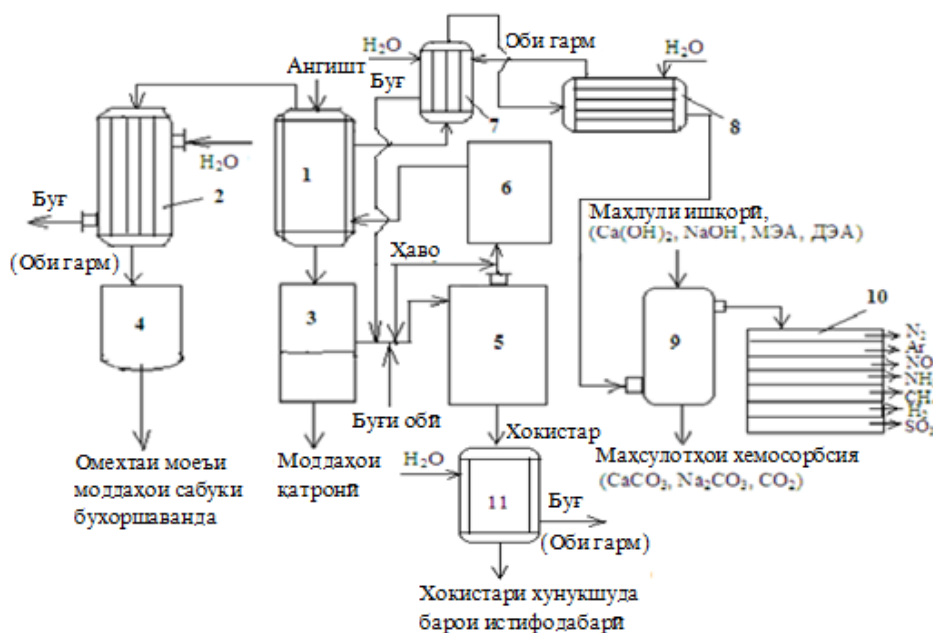 H₂O
Оби гарм
H₂O
Ангишт
Буғ
7
8
1
6
H₂O
2
Буғ
(Оби гарм)
Маҳлули ишқорӣ,
(Ca(OH)₂, NaOH, МЭА, ДЭА)
Ҳаво
4
3
5
9
10
N₂
Ar
NO
NH
CH
H₂
SO₂
Буғи обӣ
Хокистар
Омехтаи моеъи
моддаҳои сабуки
бухоршаванда
Моддаҳои
қатронӣ
H₂O
11
Буғ
(Оби гарм)
Маҳсулотҳои хемосорбсия
(CaCO₃, Na₂CO₃, CO₂)
Хокистари хунукшуда
барои истифодабарӣ